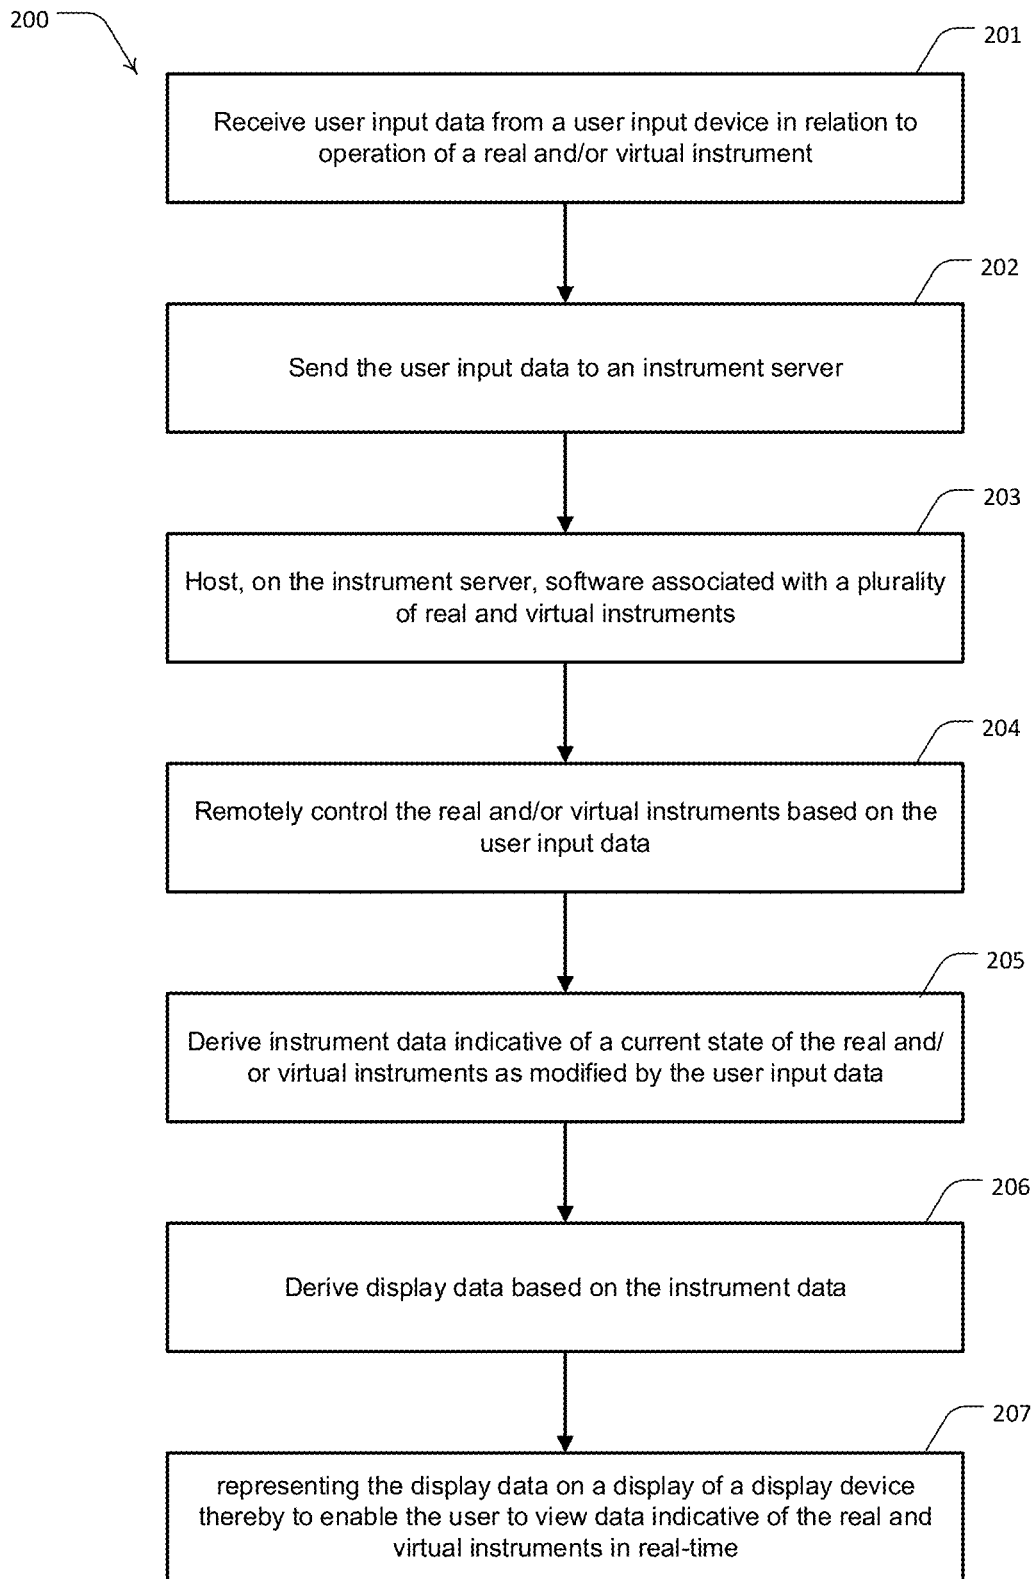 200
201
Receive user input data from a user input device in relation to
operation of a real and/or virtual instrument
202
Send the user input data to an instrument server
203
Host, on the instrument server, software associated with a plurality
of real and virtual instruments
204
Remotely control the real and/or virtual instruments based on the
user input data
205
Derive instrument data indicative of a current state of the real and/
or virtual instruments as modified by the user input data
206
Derive display data based on the instrument data
207
representing the display data on a display of a display device
thereby to enable the user to view data indicative of the real and
virtual instruments in real-time